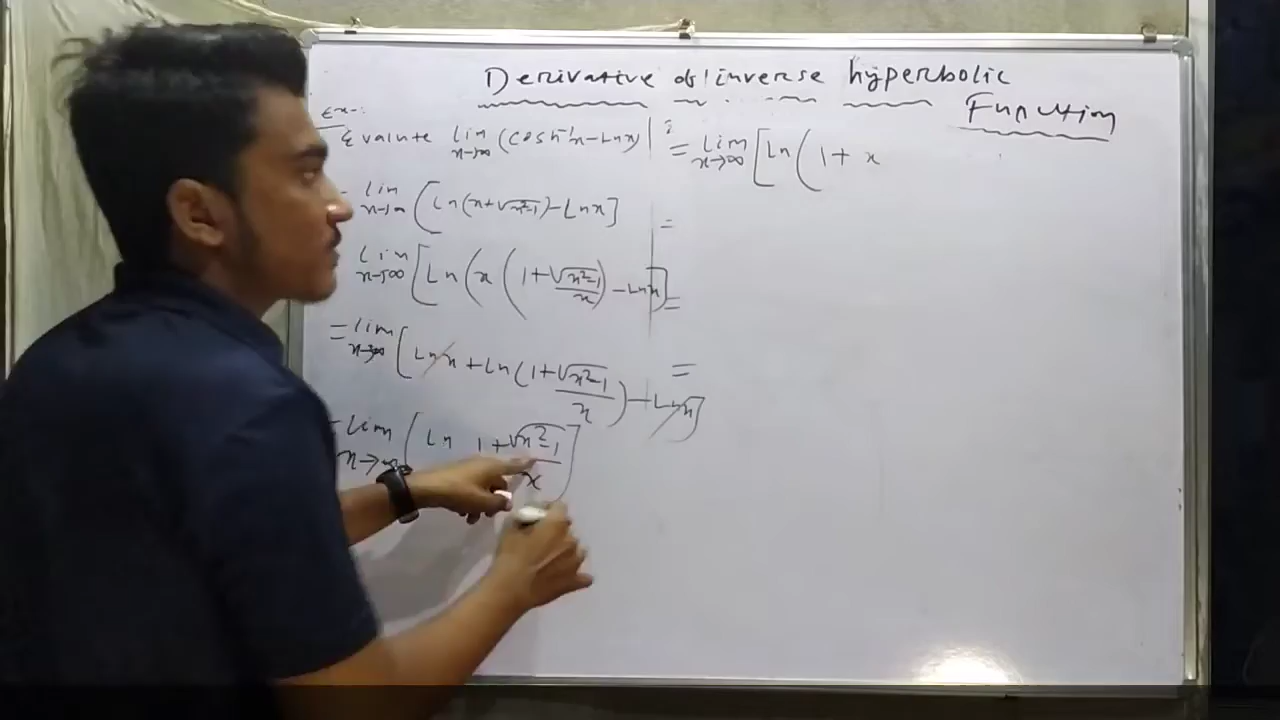 Derivative of inverse hyperbolic
Function
Ex-:
Evaluate lim x→∞ (cosh⁻¹x - Lnx)
= lim x→∞ [Ln(x+√x²-1) - Lnx]
lim x→∞ [Ln(x(1+√x²-1/x) - Lnx]
= lim x→∞ [Lnx + Ln(1+√x²-1/x) - Lnx]
= lim x→∞ [Ln 1+√x²-1/x]
= lim x→∞ [Ln(1+x
=
=
=